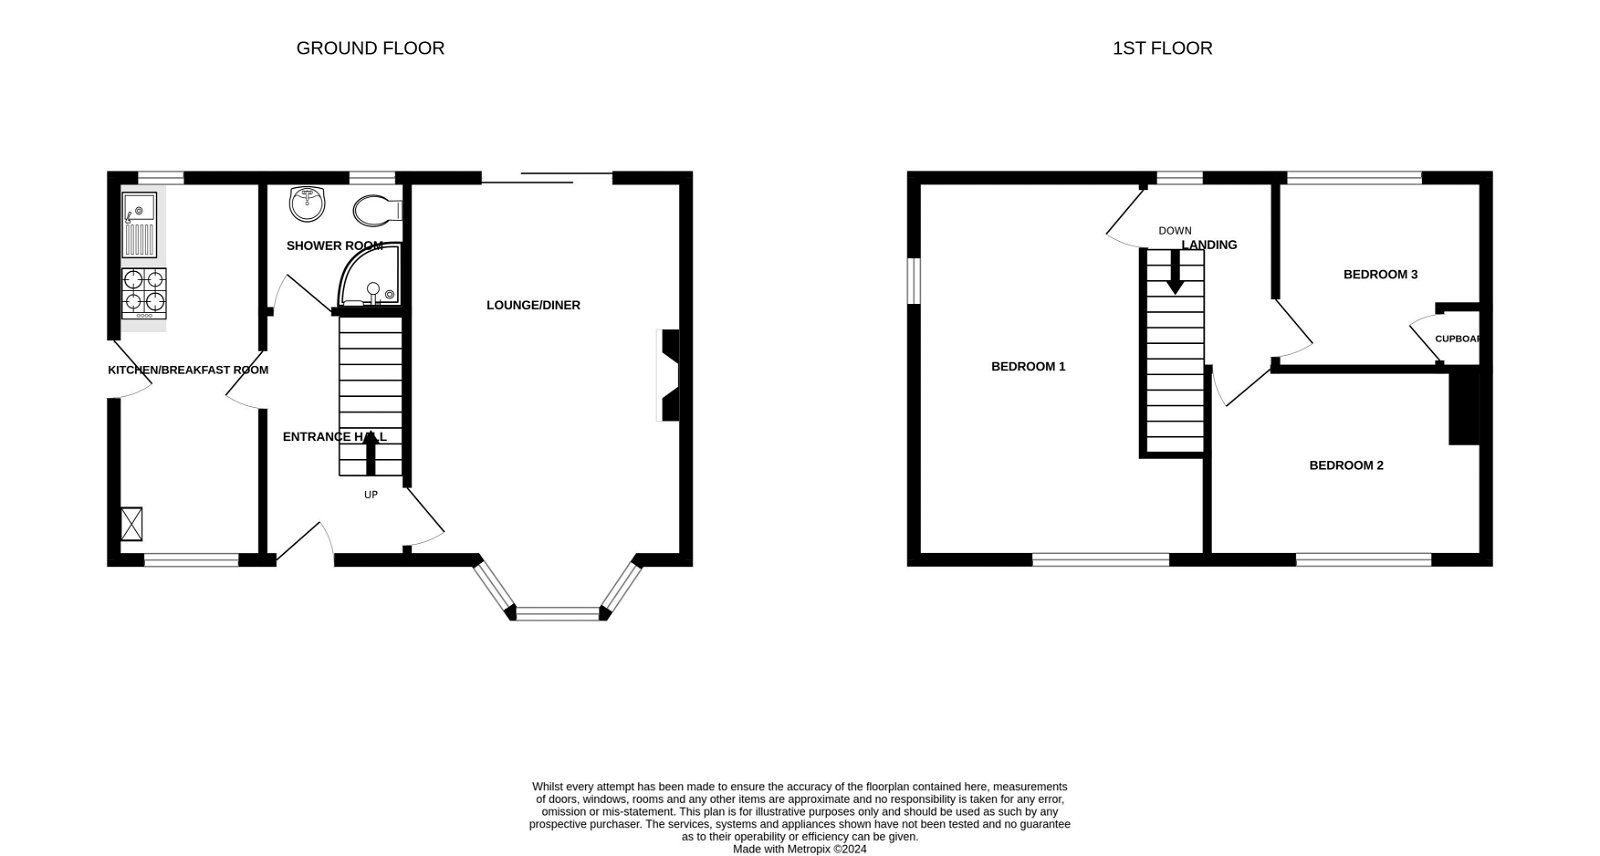 GROUND FLOOR
1ST FLOOR
SHOWER ROOM
LOUNGE/DINER
KITCHEN/BREAKFAST ROOM
ENTRANCE HALL
UP
DOWN
LANDING
BEDROOM 3
CUPBOAR
BEDROOM 1
BEDROOM 2
Whilst every attempt has been made to ensure the accuracy of the floorplan contained here, measurements
of doors, windows, rooms and any other items are approximate and no responsibility is taken for any error,
omission or mis-statement. This plan is for illustrative purposes only and should be used as such by any
prospective purchaser. The services, systems and appliances shown have not been tested and no guarantee
as to their operability or efficiency can be given.
Made with Metropix ©2024